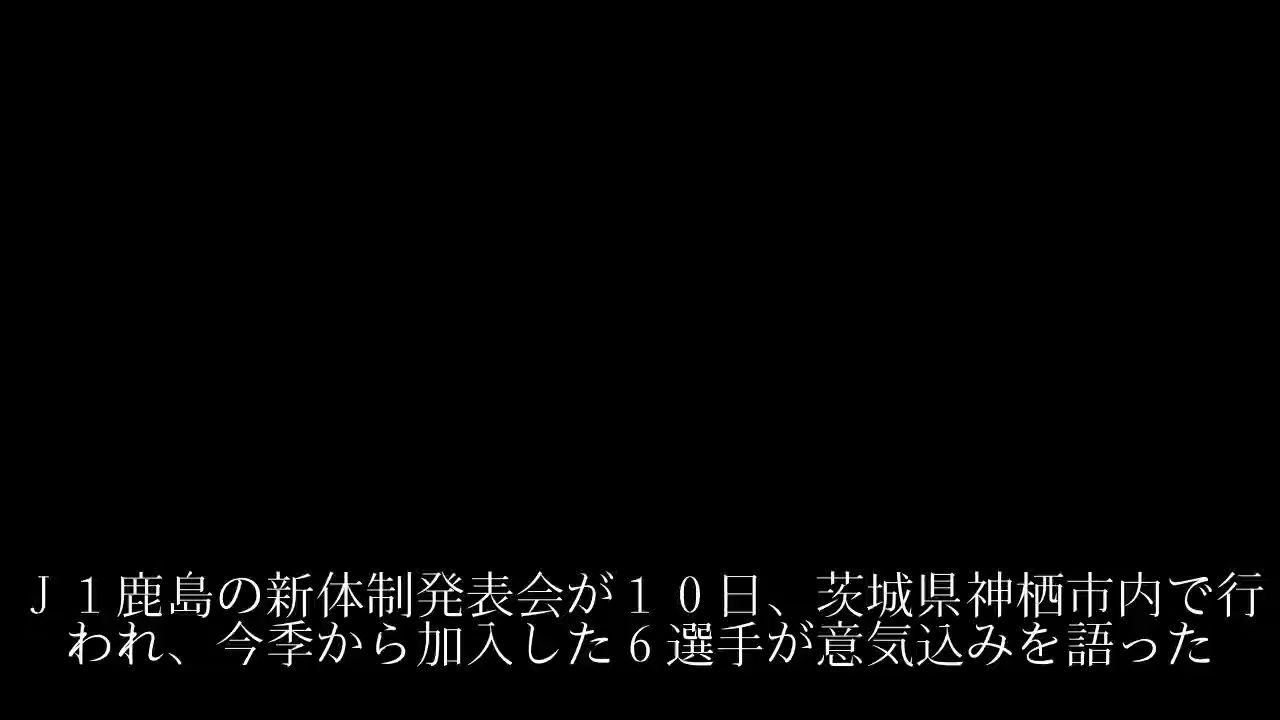 Ｊ１鹿島の新体制発表会が１０日、茨城県神栖市内で行
われ、今季から加入した６選手が意気込みを語った